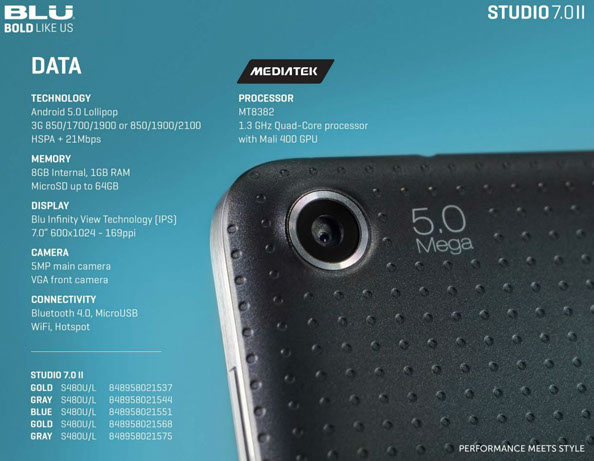 BLU
BOLD LIKE US
STUDIO 7.0 II
DATA
TECHNOLOGY
Android 5.0 Lollipop
3G 850/1700/1900 or 850/1900/2100
HSPA + 21Mbps
MEMORY
8GB Internal, 1GB RAM
MicroSD up to 64GB
DISPLAY
Blu Infinity View Technology (IPS)
7.0" 600x1024 - 169ppi
CAMERA
5MP main camera
VGA front camera
CONNECTIVITY
Bluetooth 4.0, MicroUSB
WiFi, Hotspot
MEDIATEK
PROCESSOR
MT8382
1.3 GHz Quad-Core processor
with Mali 400 GPU
5.0
Mega
STUDIO 7.0 II
GOLD S480U/L 848958021537
GRAY S480U/L 848958021544
BLUE S480U/L 848958021551
GOLD S480U/L 848958021568
GRAY S480U/L 848958021575
PERFORMANCE MEETS STYLE